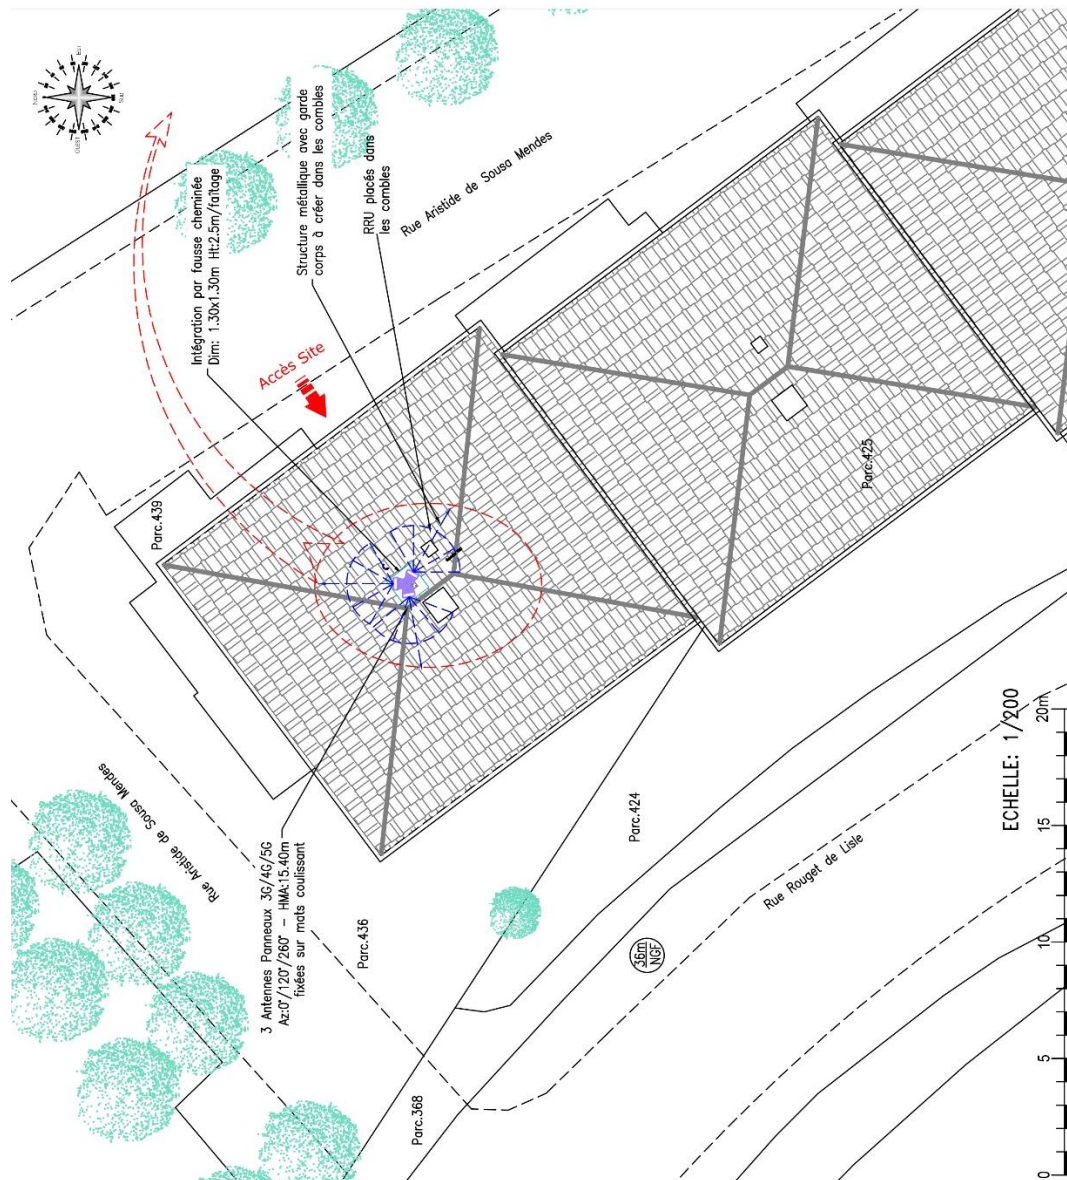 EST
NORD
SUD
OUEST
Intégration par fausse cheminée
Dim: 1.30x1.30m Ht:2.5m/faîtage
Structure métallique avec garde
corps à créer dans les combles
RRU placés dans
les combles
Rue Aristide de Sousa Mendes
Accès Site
Parc.439
Parc.425
Rue Aristide de Sousa Mendes
3 Antennes Panneaux 3G/4G/5G
Az:0°/120°/260° – HMA:15.40m
fixées sur mats coulissant
Parc.436
Parc.424
Parc.368
Rue Rouget de Lisle
36m
NGF
ECHELLE: 1/200
0
5
10
15
20m